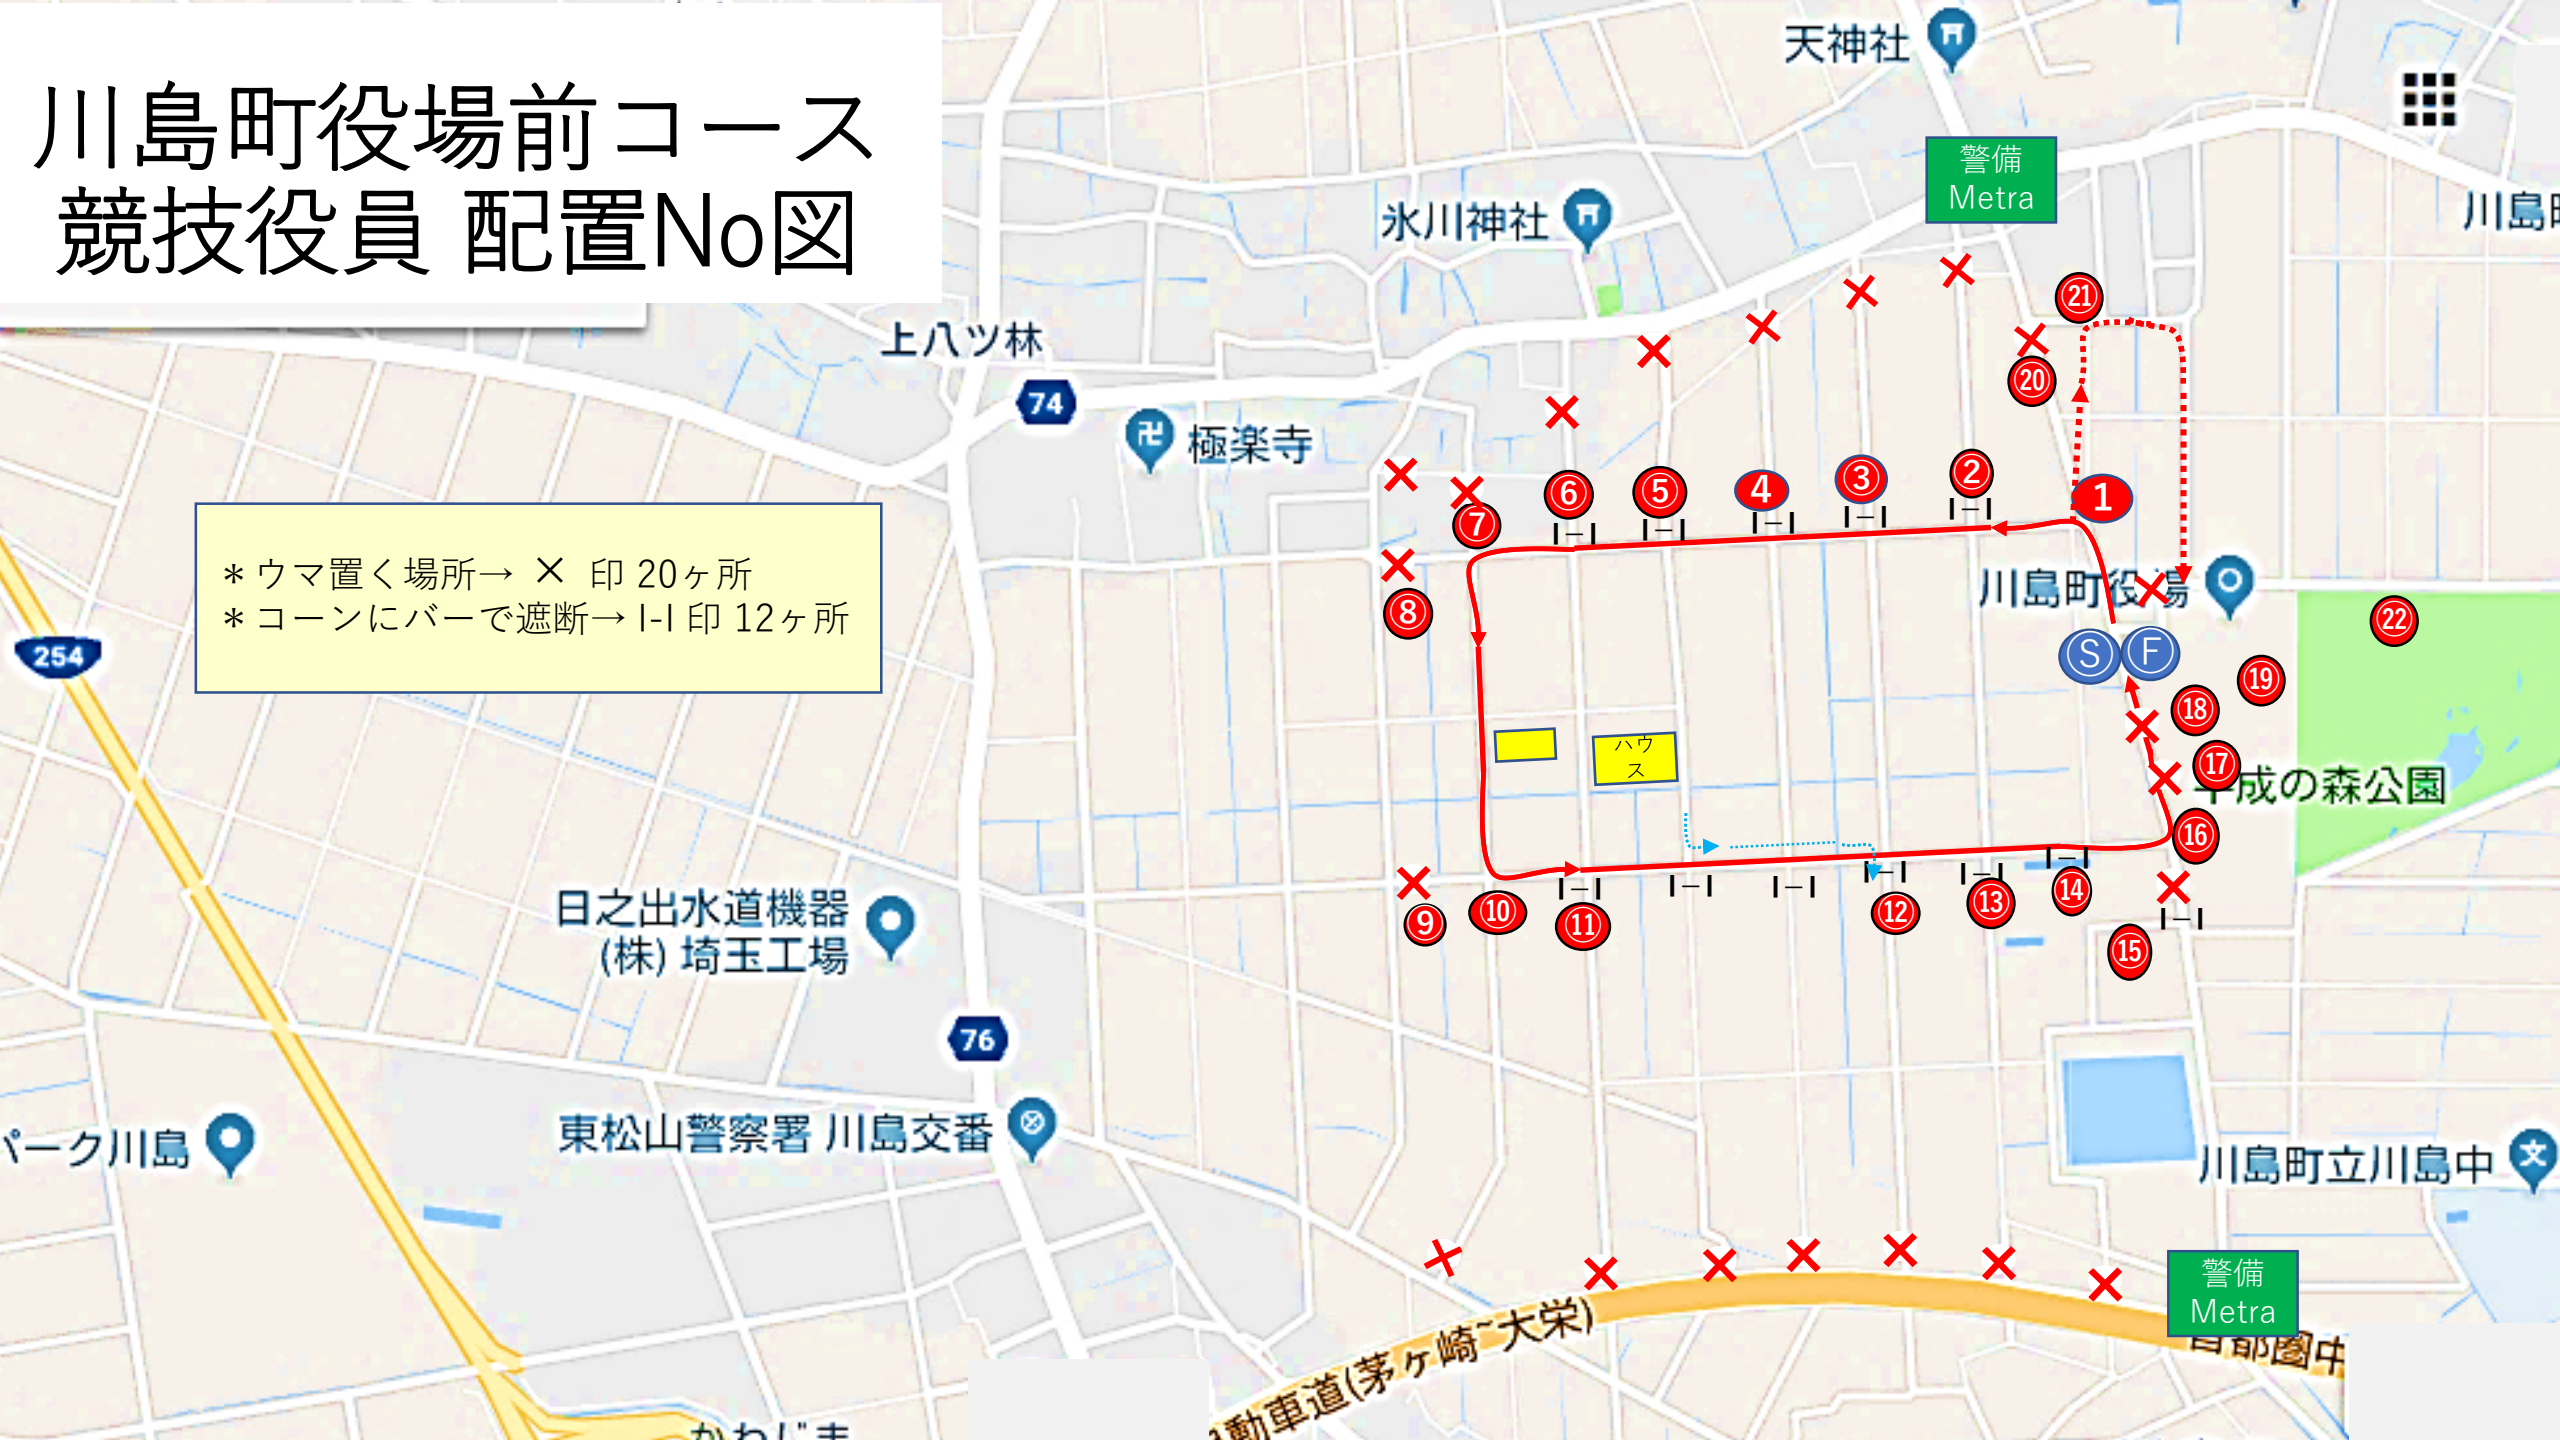 川島町役場前コース
競技役員 配置No図
天神社
警備
Metra
川島
氷川神社
上八ツ林
74
極楽寺
21
20
7
6
5
4
3
2
1
8
川島町役場
22
＊ウマ置く場所→ × 印 20ヶ所
＊コーンにバーで遮断→ I-I 印 12ヶ所
254
S
F
19
18
17
平成の森公園
ハウ
ス
16
日之出水道機器
(株) 埼玉工場
9
10
11
12
13
14
15
76
パーク川島
東松山警察署 川島交番
川島町立川島中
文
警備
Metra
動車道(茅ヶ崎~大栄)
首都圏中
かわじま